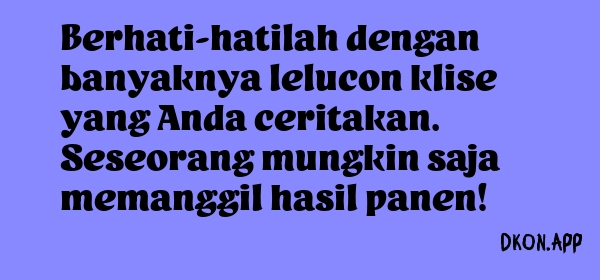 Berhati-hatilah dengan
banyaknya lelucon klise
yang Anda ceritakan.
Seseorang mungkin saja
memanggil hasil panen!
DKON.APP